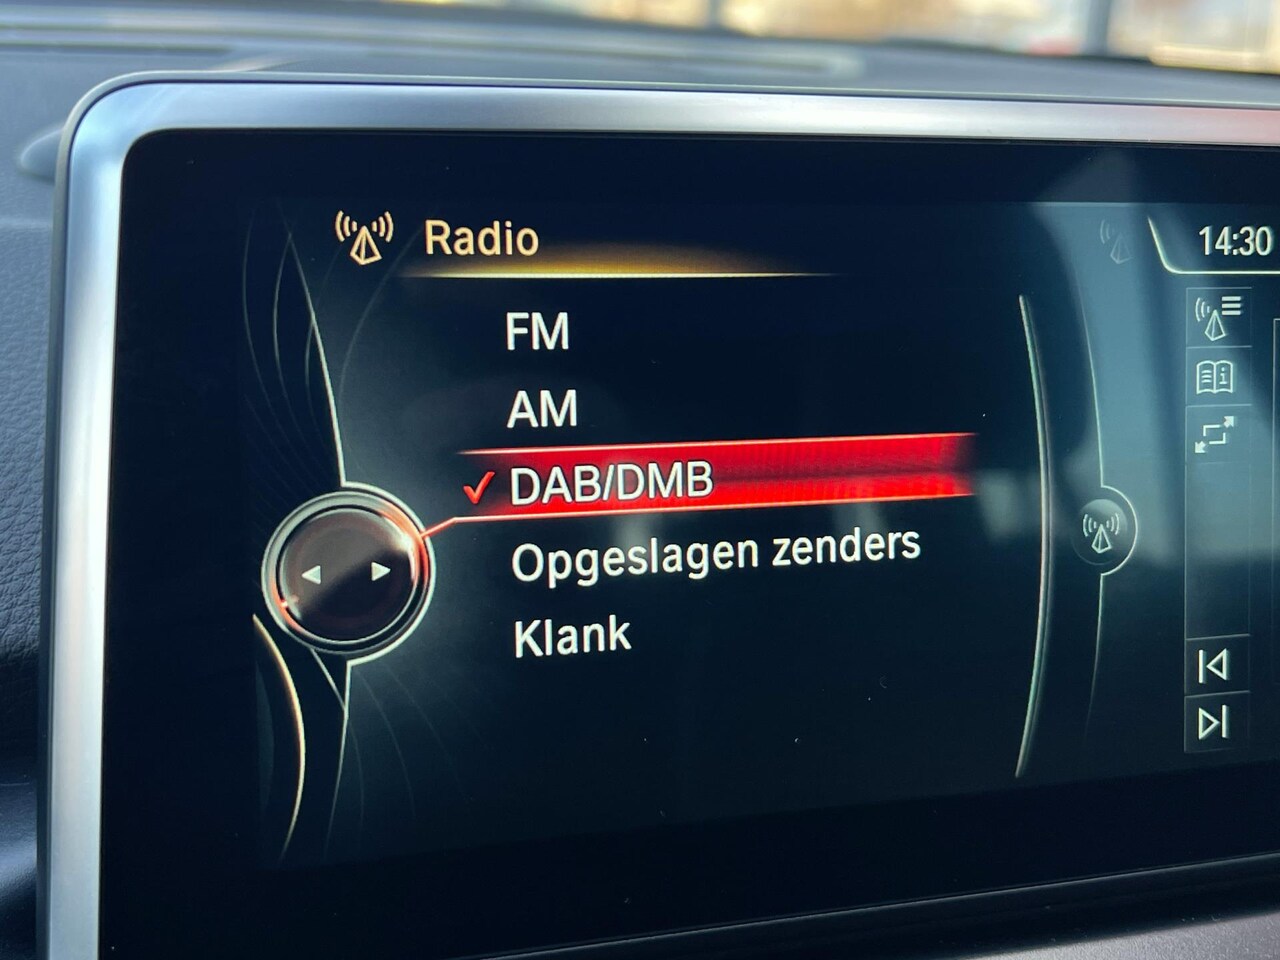 Radio
14:30
FM
AM
DAB/DMB
Opgeslagen zenders
Klank